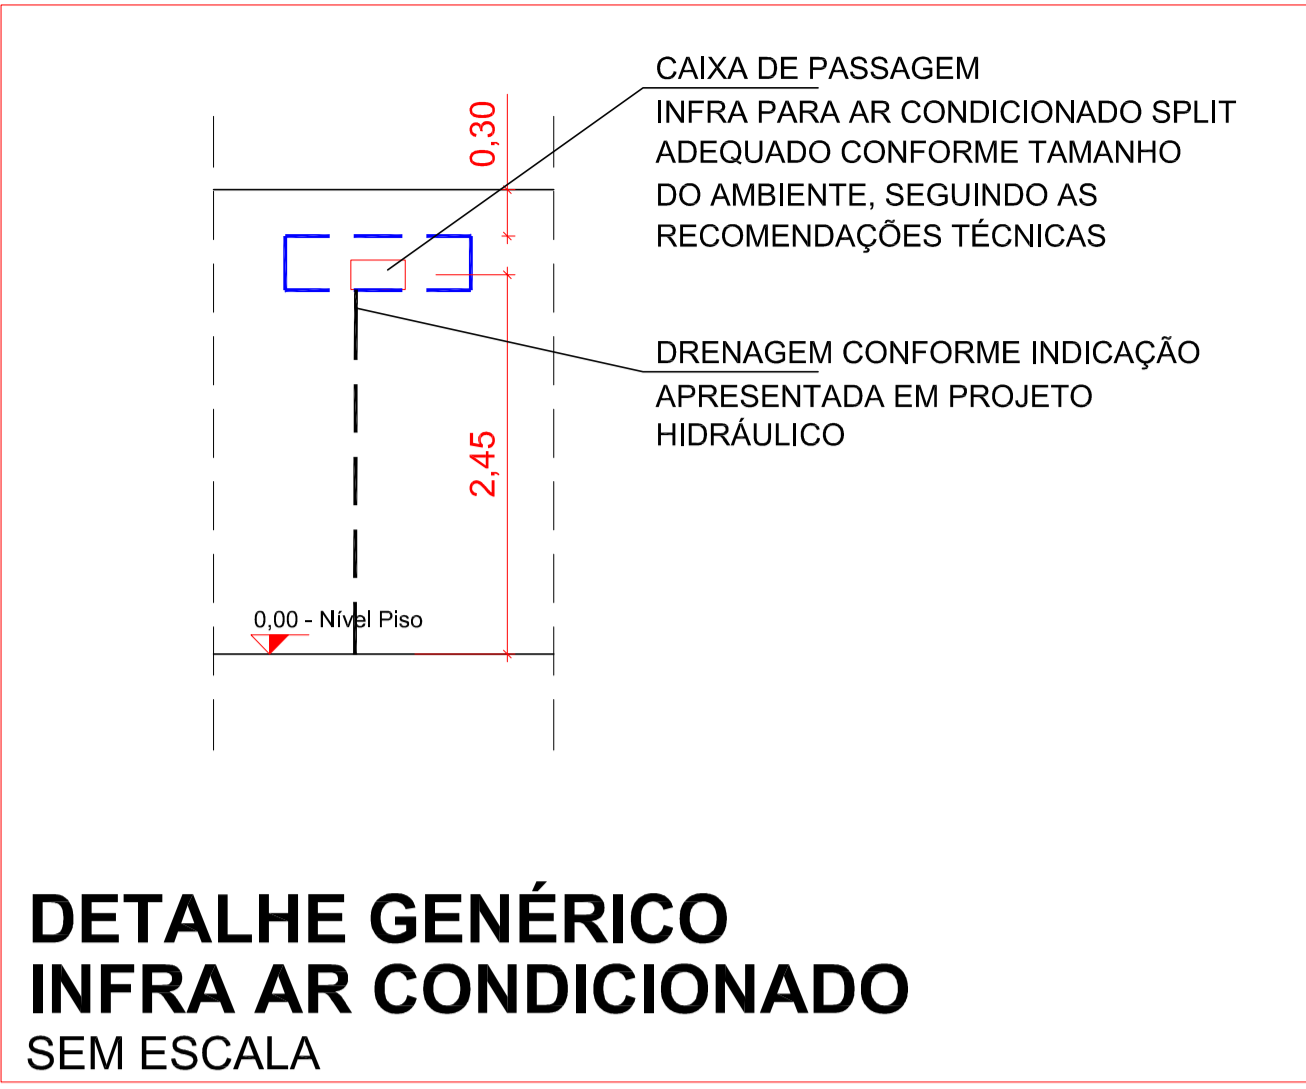 CAIXA DE PASSAGEM
INFRA PARA AR CONDICIONADO SPLIT
ADEQUADO CONFORME TAMANHO
DO AMBIENTE, SEGUINDO AS
RECOMENDAÇÕES TÉCNICAS
0,30
DRENAGEM CONFORME INDICAÇÃO
APRESENTADA EM PROJETO
HIDRÁULICO
2,45
0,00 - Nível Piso
DETALHE GENÉRICO
INFRA AR CONDICIONADO
SEM ESCALA